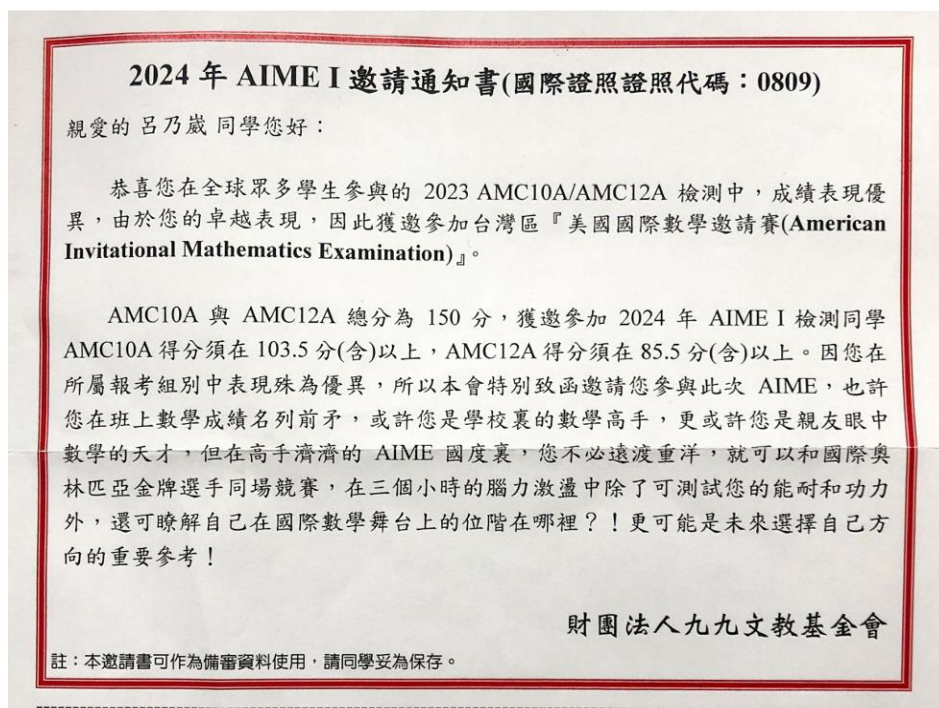 2024 年 AIME I 邀請通知書(國際證照證照代碼：0809)
親愛的 呂乃崴 同學您好：
恭喜您在全球眾多學生參與的 2023 AMC10A/AMC12A 檢測中，成績表現優
異，由於您的卓越表現，因此獲邀參加台灣區『美國國際數學邀請賽(American
Invitational Mathematics Examination)』。
AMC10A 與 AMC12A 總分為 150 分，獲邀參加 2024 年 AIME I 檢測同學
AMC10A 得分須在 103.5 分(含)以上，AMC12A 得分須在 85.5 分(含)以上。因您在
所屬報考組別中表現殊為優異，所以本會特別致函邀請您參與此次 AIME，也許
您在班上數學成績名列前矛，或許您是學校裏的數學高手，更或許您是親友眼中
數學的天才，但在高手濟濟的 AIME 國度裏，您不必遠渡重洋，就可以和國際奧
林匹亞金牌選手同場競賽，在三個小時的腦力激盪中除了可測試您的能耐和功力
外，還可瞭解自己在國際數學舞台上的位階在哪裡？！更可能是未來選擇自己方
向的重要參考！
財團法人九九文教基金會
註：本邀請書可作為備審資料使用，請同學妥為保存。